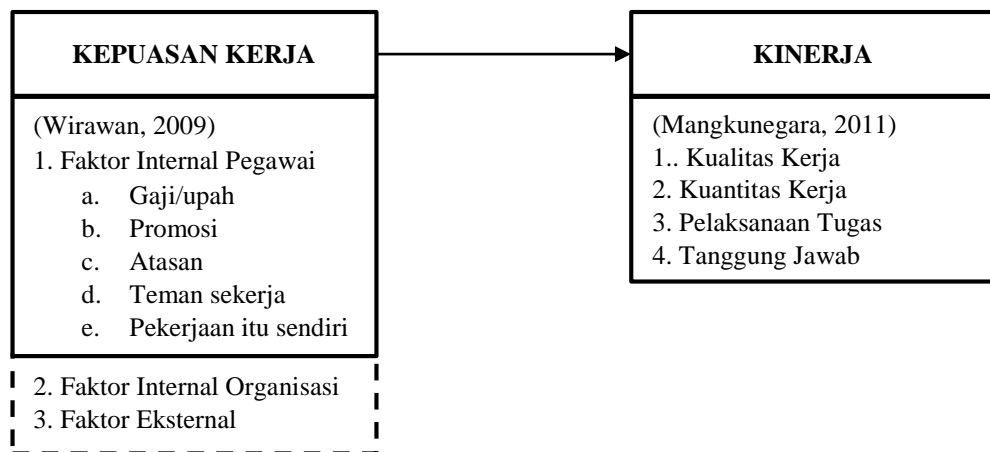 KEPUASAN KERJA
(Wirawan, 2009)
1. Faktor Internal Pegawai
a. Gaji/upah
b. Promosi
c. Atasan
d. Teman sekerja
e. Pekerjaan itu sendiri
2. Faktor Internal Organisasi
3. Faktor Eksternal
KINERJA
(Mangkunegara, 2011)
1.. Kualitas Kerja
2. Kuantitas Kerja
3. Pelaksanaan Tugas
4. Tanggung Jawab